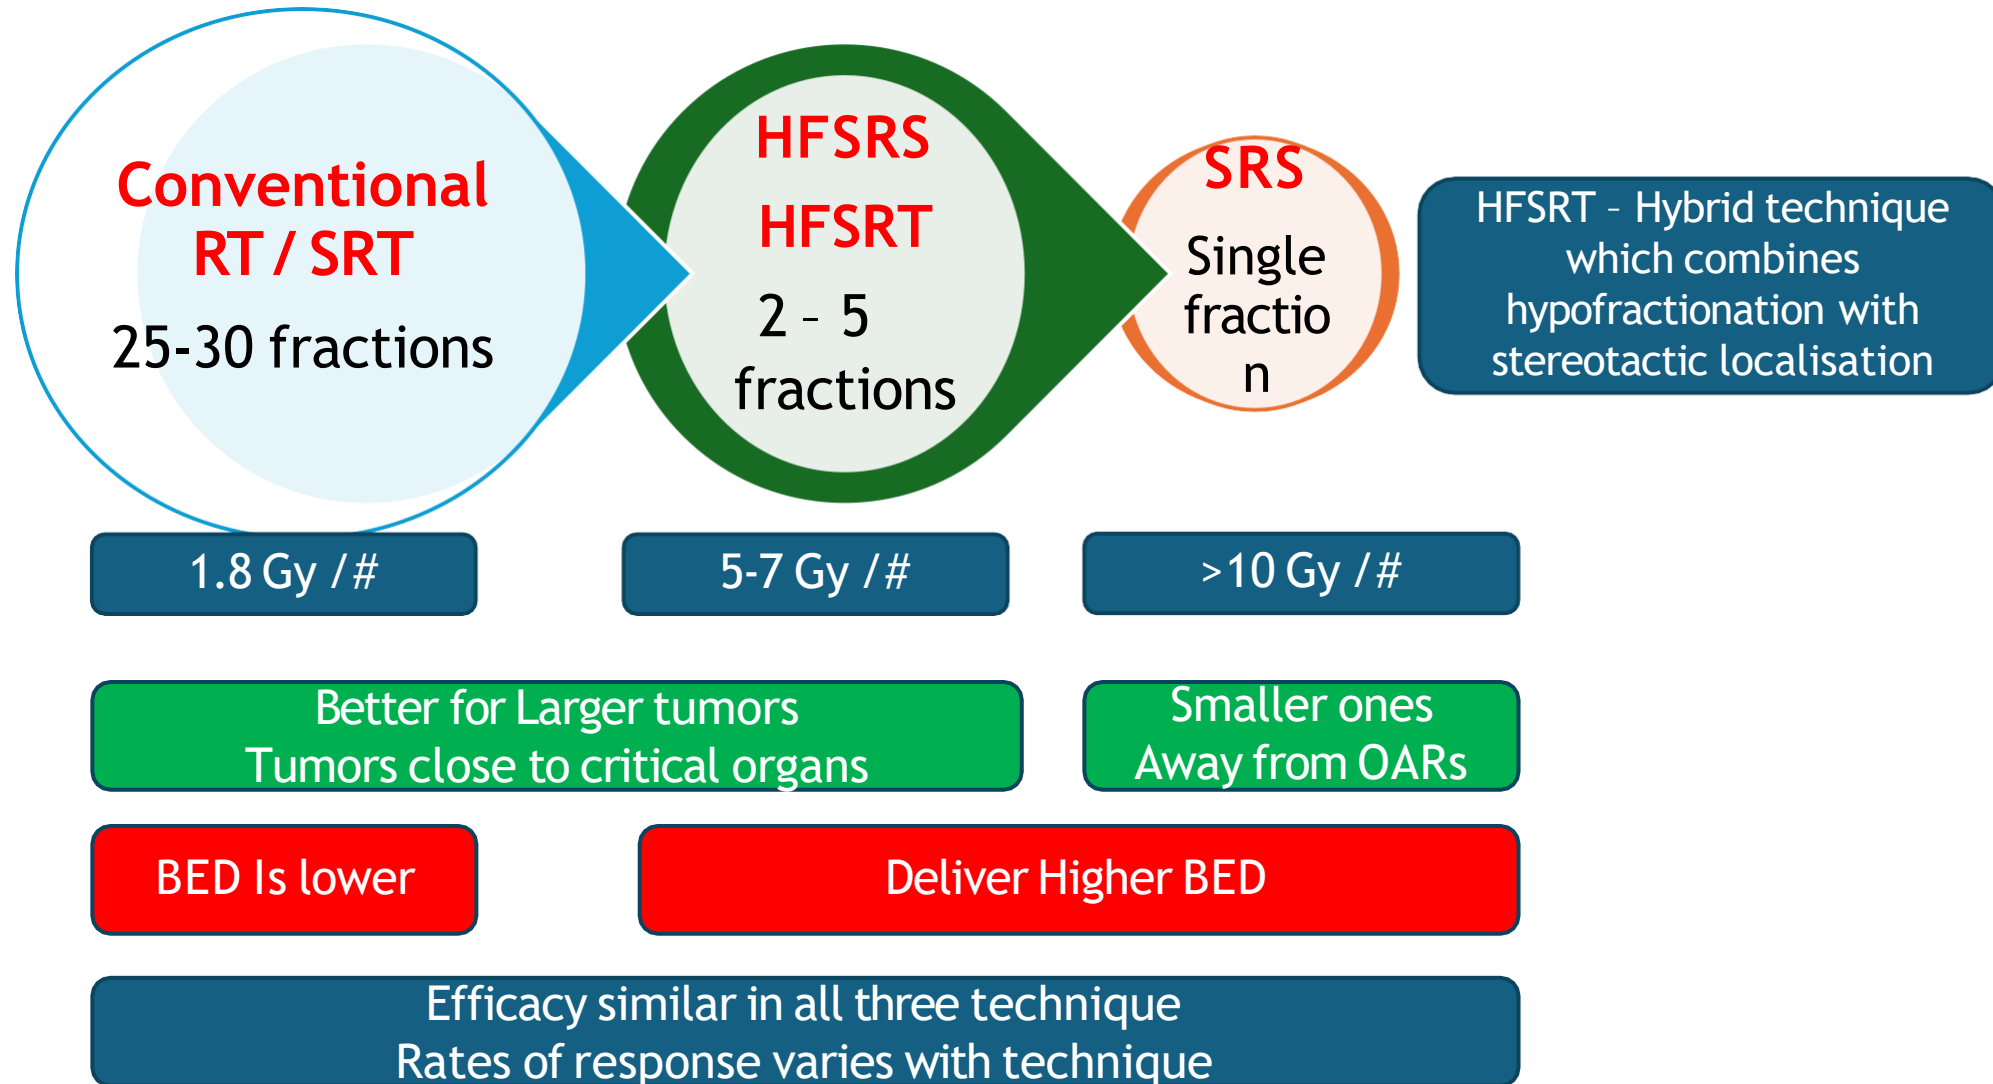 Conventional
RT / SRT
25-30 fractions
HFSRS
HFSRT
2 – 5
fractions
SRS
Single
fractio
n
HFSRT – Hybrid technique
which combines
hypofractionation with
stereotactic localisation
1.8 Gy /#
5-7 Gy /#
>10 Gy /#
Better for Larger tumors
Tumors close to critical organs
Smaller ones
Away from OARs
BED Is lower
Deliver Higher BED
Efficacy similar in all three technique
Rates of response varies with technique